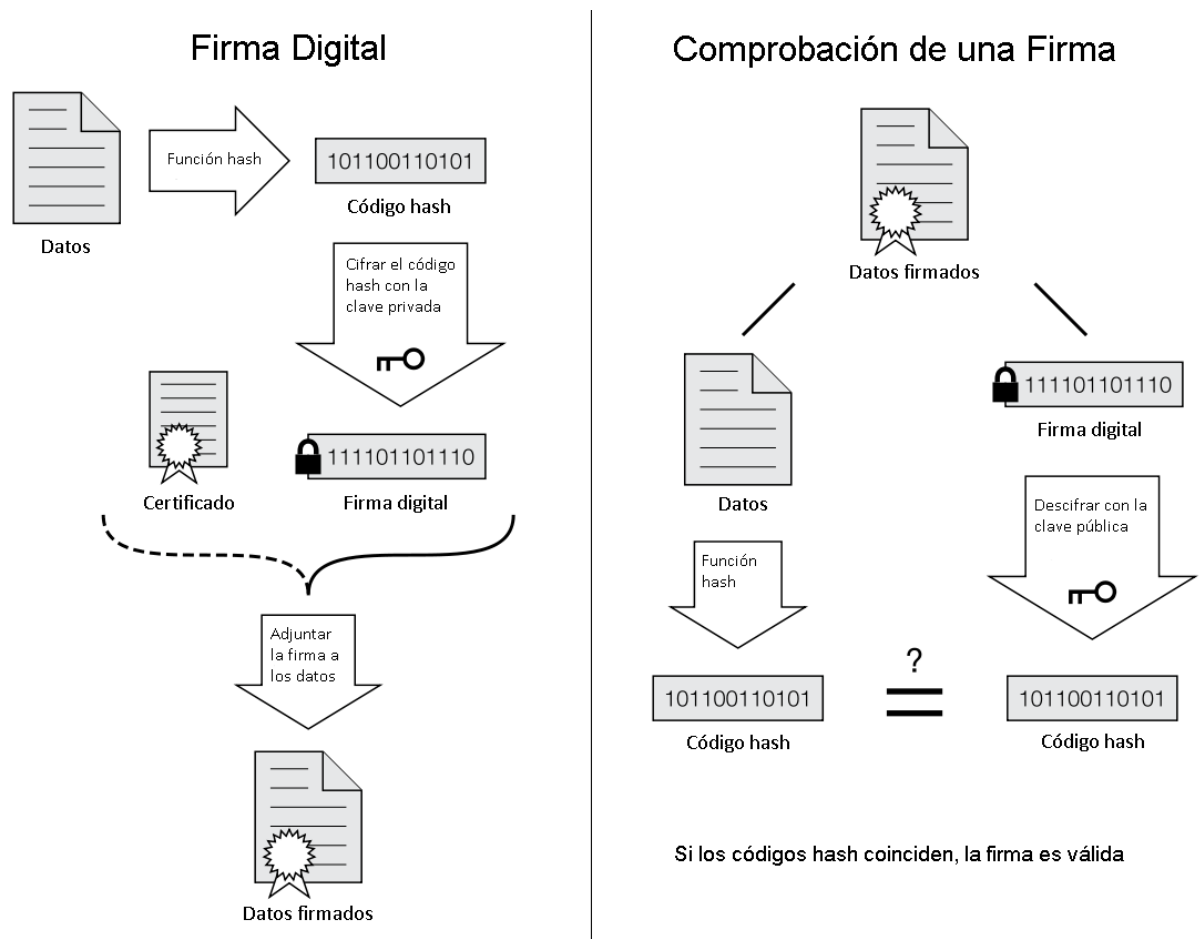 Firma Digital
Función hash
101100110101
Código hash
Datos
Cifrar el código
hash con la
clave privada
111101101110
Certificado
Firma digital
Adjuntar
la firma a
los datos
Datos firmados
Comprobación de una Firma
Datos firmados
111101101110
Firma digital
Datos
Descifrar con la
clave pública
Función
hash
?
101100110101
101100110101
Código hash
Código hash
Si los códigos hash coinciden, la firma es válida